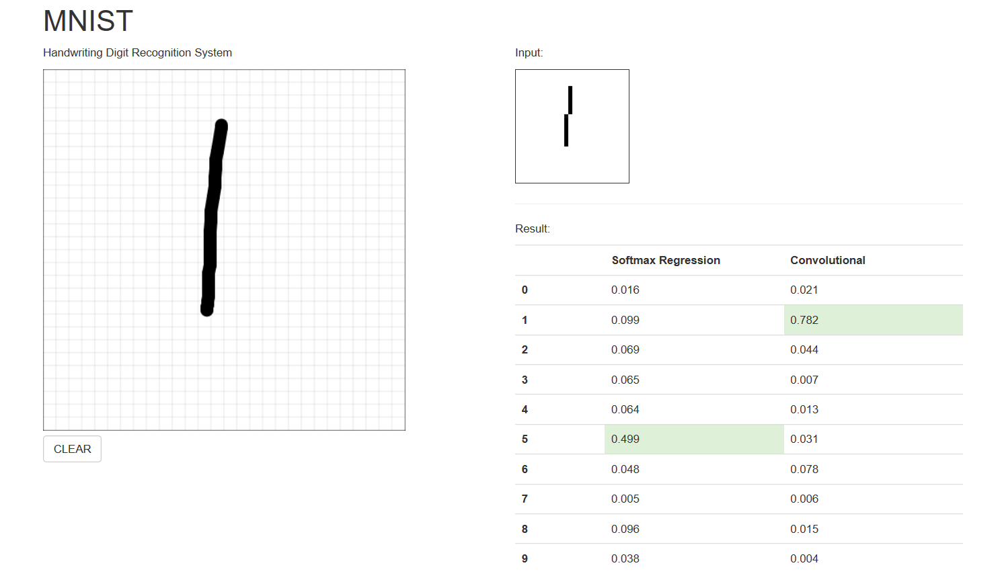 MNIST
Handwriting Digit Recognition System
CLEAR
Input:
Result:
Softmax Regression Convolutional
0 0.016 0.021
1 0.099 0.782
2 0.069 0.044
3 0.065 0.007
4 0.064 0.013
5 0.499 0.031
6 0.048 0.078
7 0.005 0.006
8 0.096 0.015
9 0.038 0.004